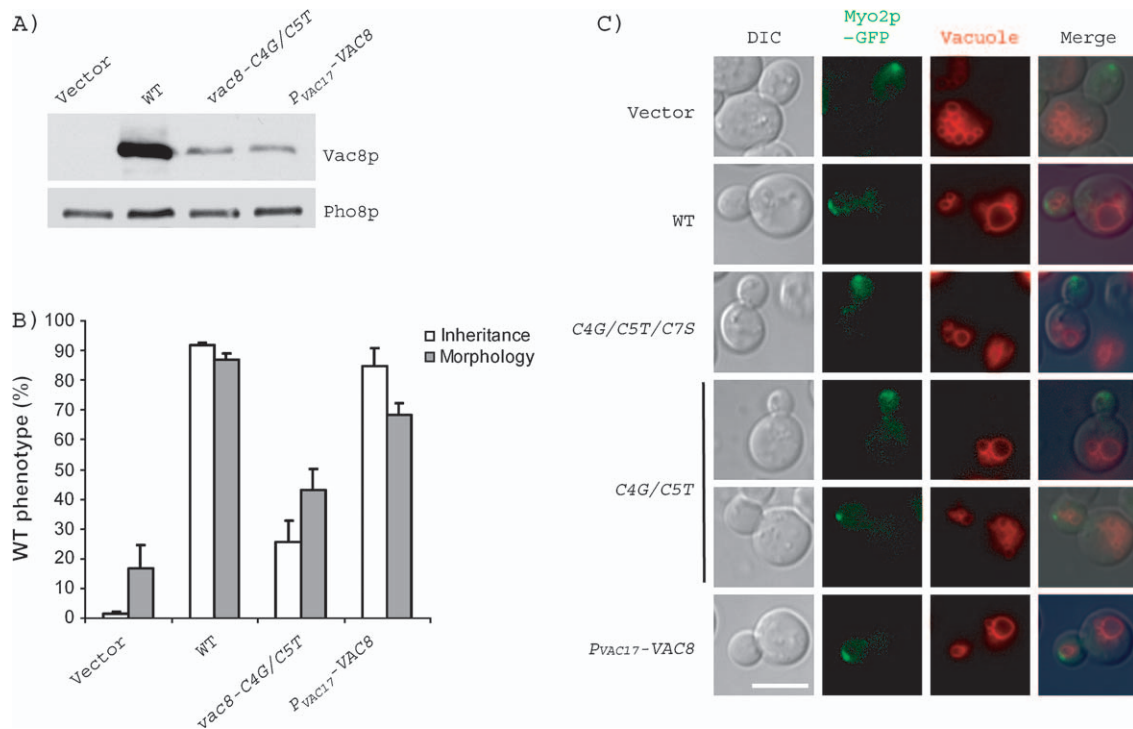 A)
Vector
WT
vac8-C4G/C5T
PVAC17-VAC8
Vac8p
Pho8p
B)
WT phenotype (%)
100
90
80
70
60
50
40
30
20
10
0
Inheritance
Morphology
Vector
WT
vac8-C4G/C5T
PVAC17-VAC8
C)
DIC
Myo2p
-GFP
Vacuole
Merge
Vector
WT
C4G/C5T/C7S
C4G/C5T
PVAC17-VAC8